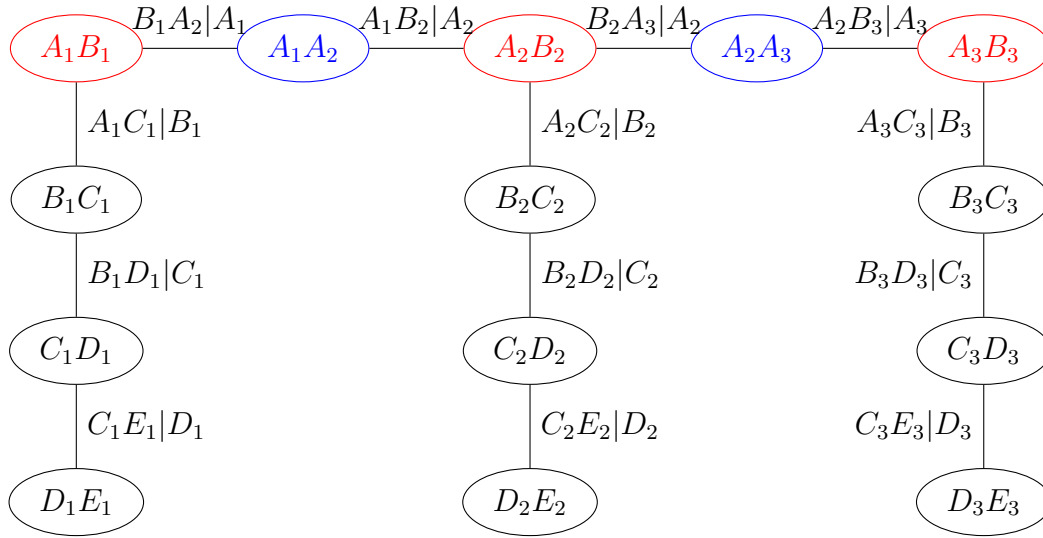 B₁A₂|A₁ A₁B₂|A₂ B₂A₃|A₂ A₂B₃|A₃
A₁B₁ A₁A₂ A₂B₂ A₂A₃ A₃B₃
A₁C₁|B₁ A₂C₂|B₂ A₃C₃|B₃
B₁C₁ B₂C₂ B₃C₃
B₁D₁|C₁ B₂D₂|C₂ B₃D₃|C₃
C₁D₁ C₂D₂ C₃D₃
C₁E₁|D₁ C₂E₂|D₂ C₃E₃|D₃
D₁E₁ D₂E₂ D₃E₃